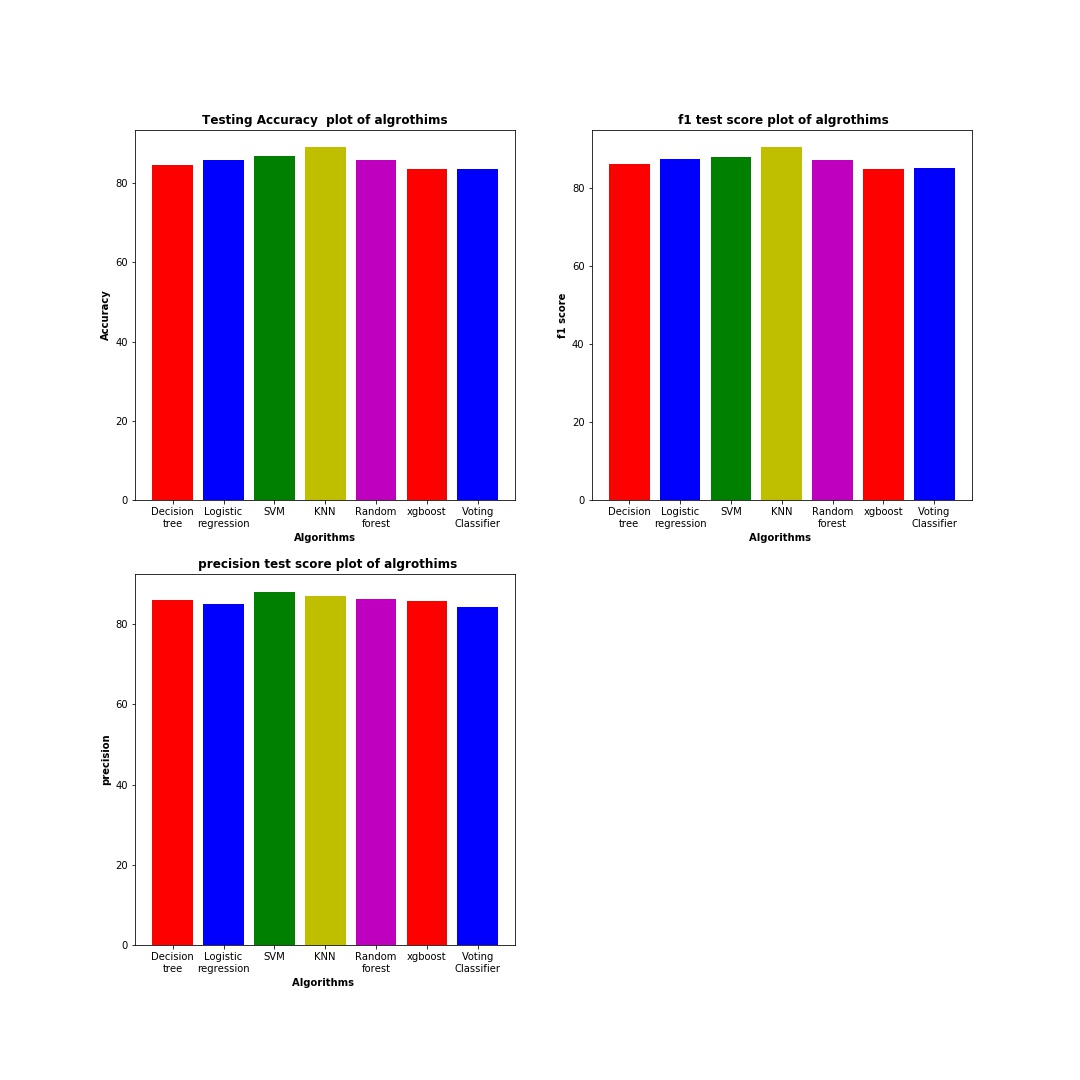 Testing Accuracy  plot of algrothims
Accuracy
80
60
40
20
0
Decision Logistic SVM KNN Random xgboost Voting
tree regression forest Classifier
Algorithms
f1 test score plot of algrothims
f1 score
80
60
40
20
0
Decision Logistic SVM KNN Random xgboost Voting
tree regression forest Classifier
Algorithms
precision test score plot of algrothims
precision
80
60
40
20
0
Decision Logistic SVM KNN Random xgboost Voting
tree regression forest Classifier
Algorithms